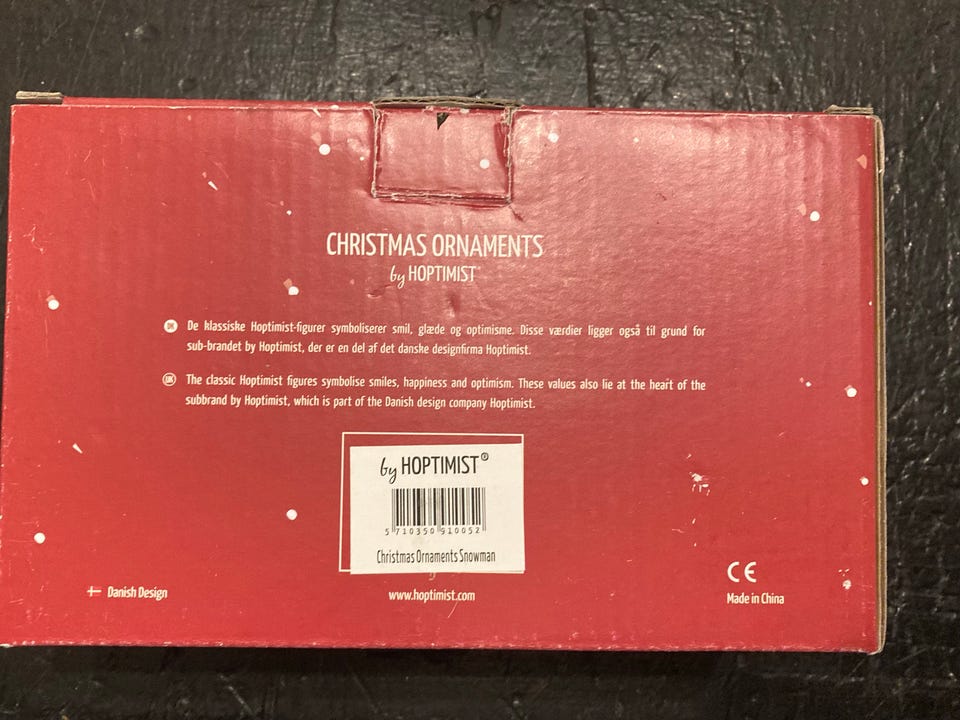 CHRISTMAS ORNAMENTS
by HOPTIMIST
DK De klassiske Hoptimist-figurer symboliserer smil, glæde og optimisme. Disse værdier ligger også til grund for
sub-brandet by Hoptimist, der er en del af det danske designfirma Hoptimist.
UK The classic Hoptimist figures symbolise smiles, happiness and optimism. These values also lie at the heart of the
subbrand by Hoptimist, which is part of the Danish design company Hoptimist.
by HOPTIMIST®
5 710350 910052
Christmas Ornaments Snowman
Danish Design
www.hoptimist.com
CE
Made in China